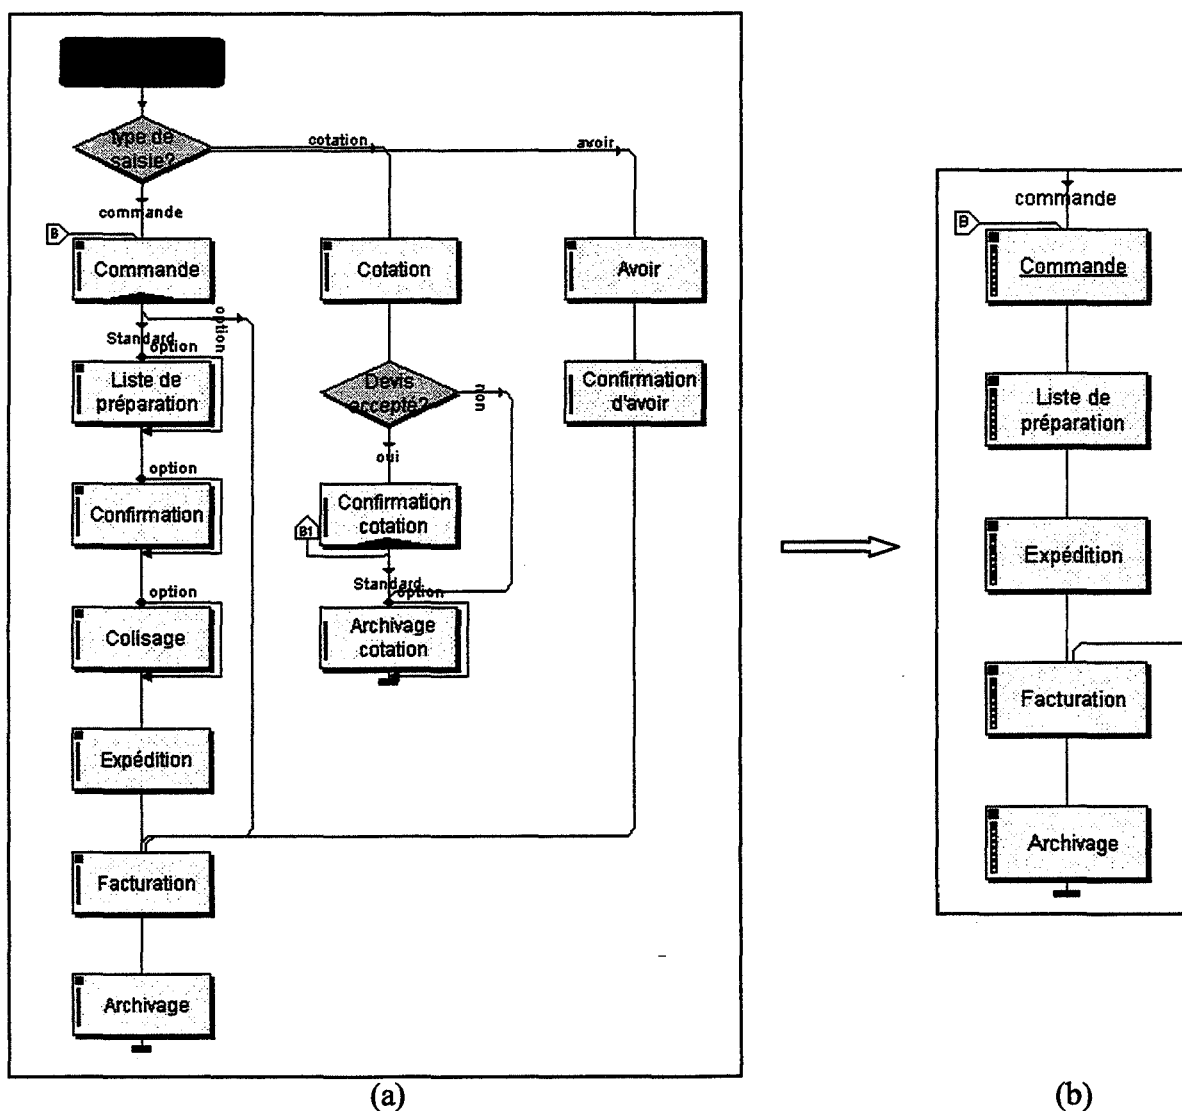 Type de
saisie?
cotation
avoir
commande
B
Commande
Cotation
Avoir
option
Standard
option
Liste de
préparation
Devis
accepté?
non
Confirmation
d'avoir
oui
option
Confirmation
Confirmation
cotation
B1
Standard
option
option
Colisage
Archivage
cotation
Expédition
Facturation
Archivage
(a)
commande
B
Commande
Liste de
préparation
Expédition
Facturation
Archivage
(b)